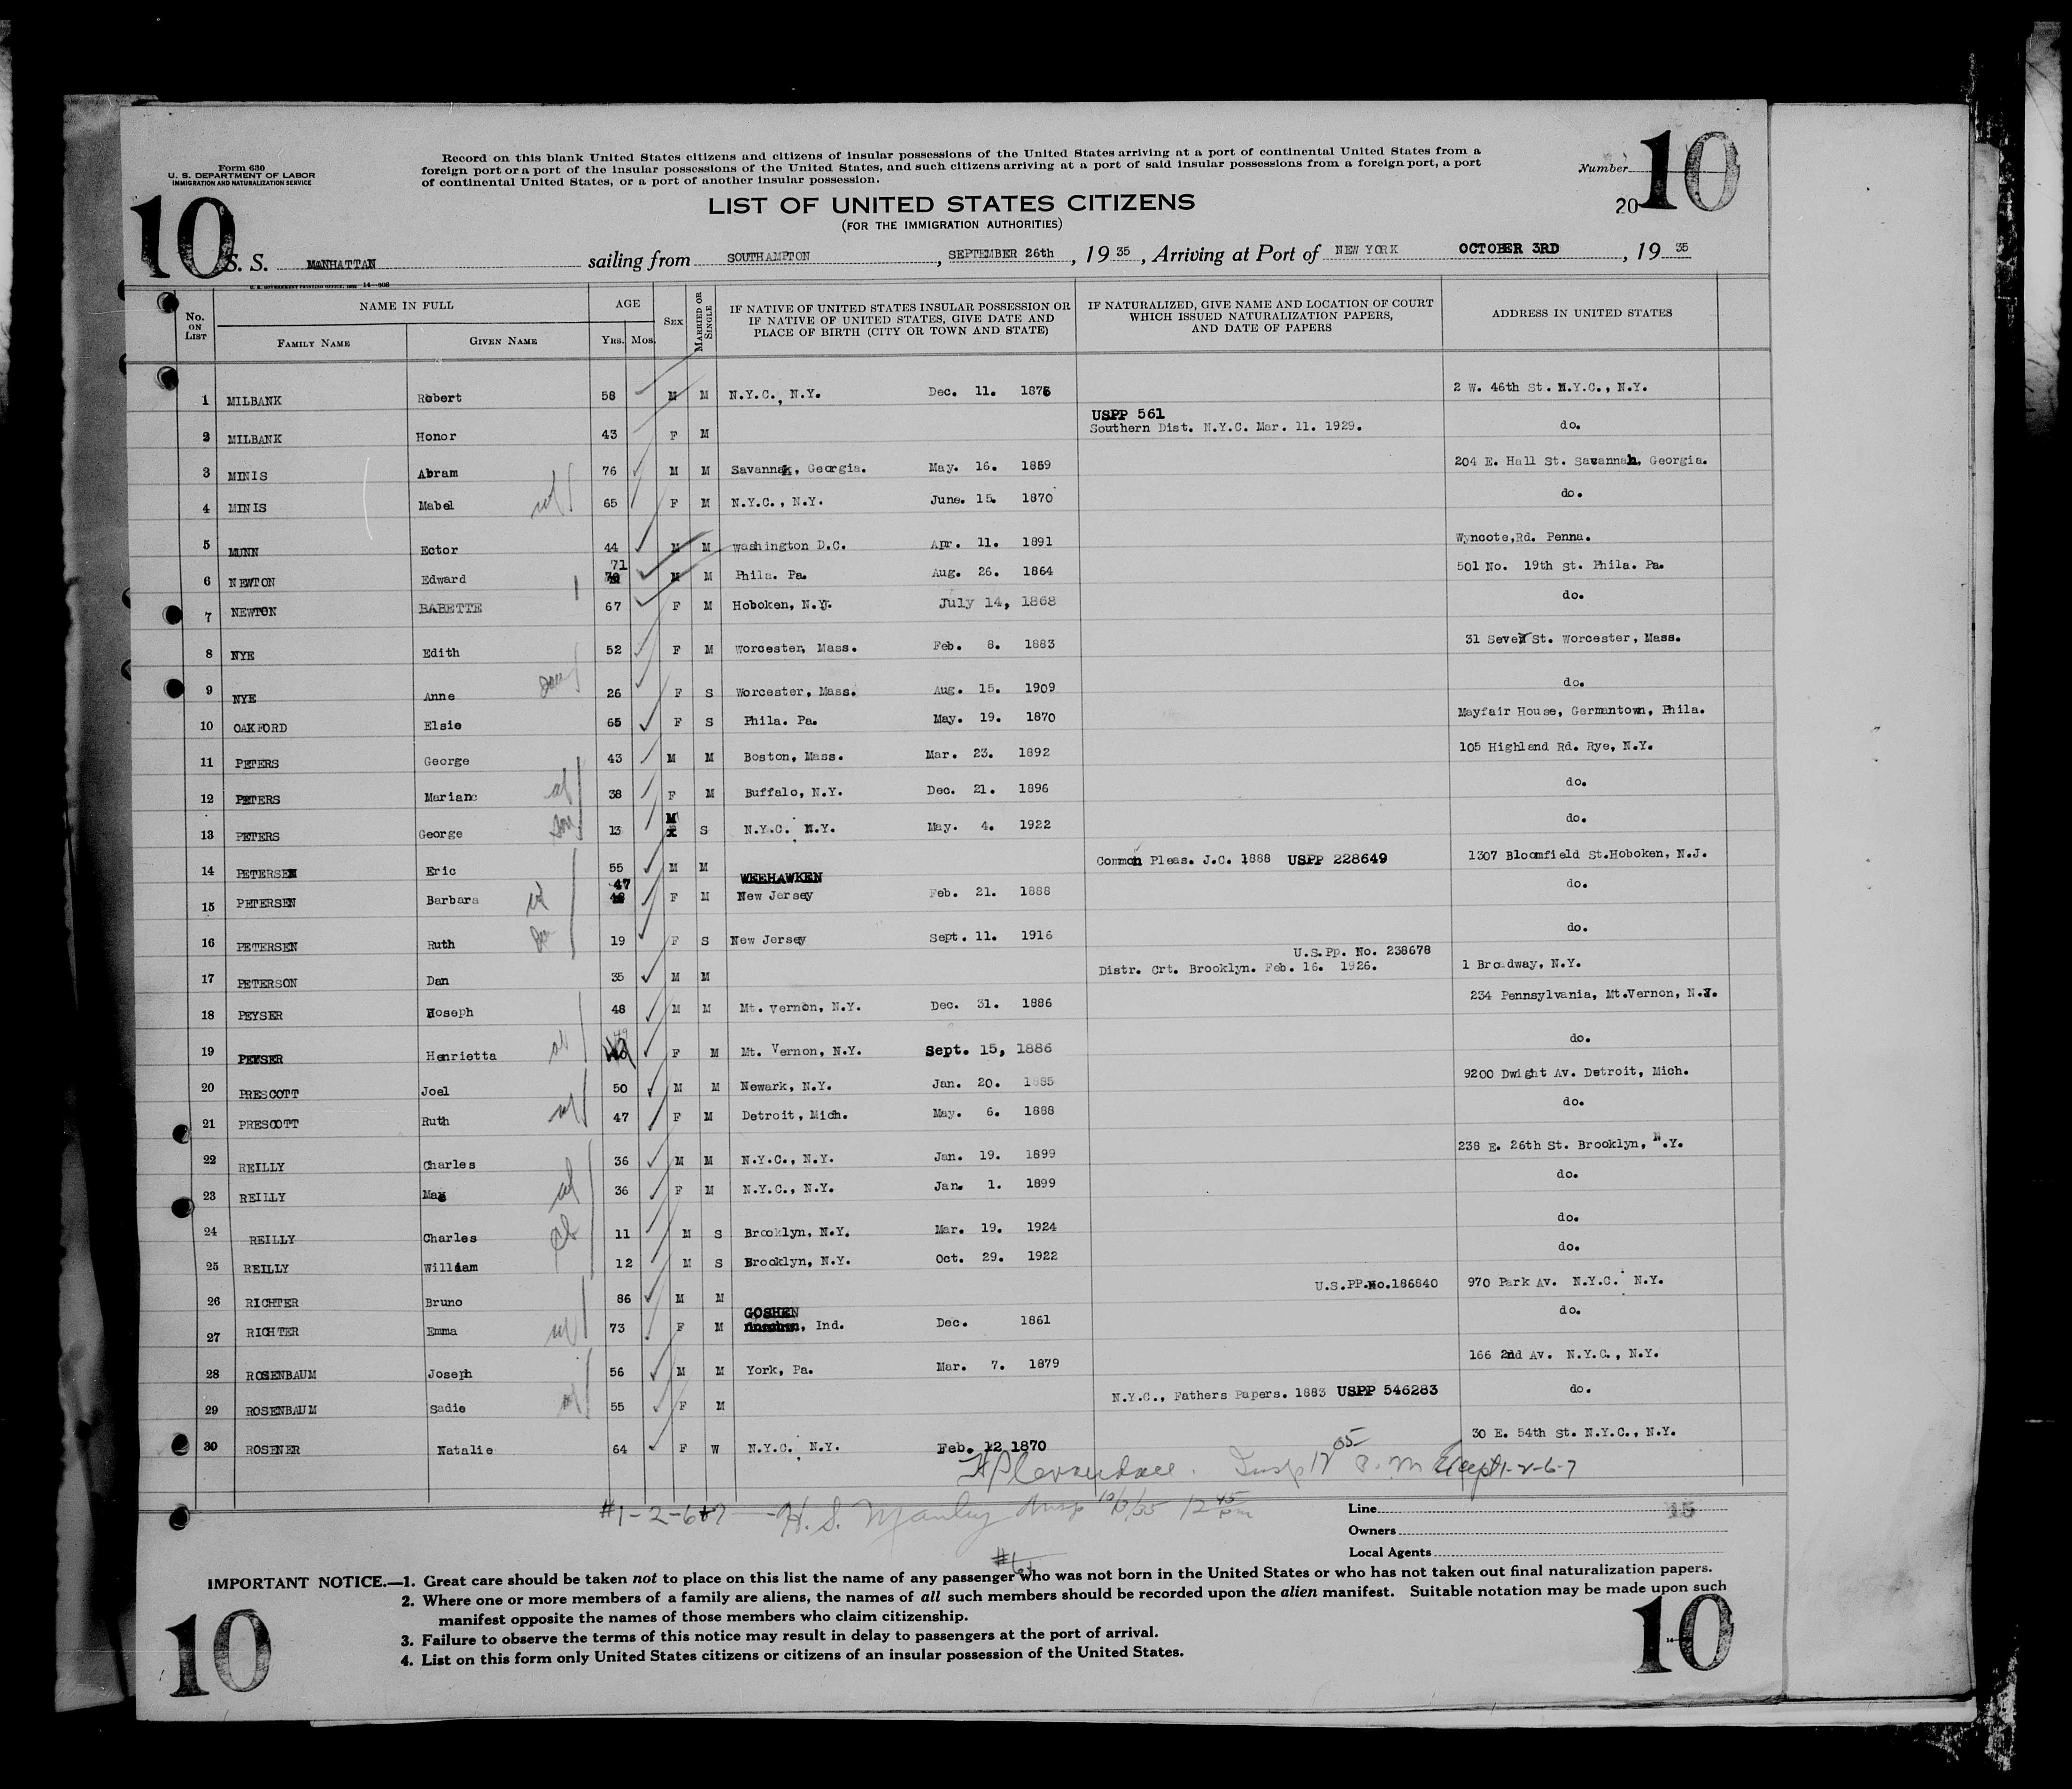 Form 630
U. S. DEPARTMENT OF LABOR
IMMIGRATION AND NATURALIZATION SERVICE
Record on this blank United States citizens and citizens of insular possessions of the United States arriving at a port of continental United States from a
foreign port or a port of the insular possessions of the United States, and such citizens arriving at a port of said insular possessions from a foreign port, a port
of continental United States, or a port of another insular possession.
Number
10
10
20
LIST OF UNITED STATES CITIZENS
(FOR THE IMMIGRATION AUTHORITIES)
S. S. MANHATTAN sailing from SOUTHAMPTON, SEPTEMBER 26th, 1935, Arriving at Port of NEW YORK OCTOBER 3RD, 1935
No. ON LIST NAME IN FULL AGE SEX MARRIED OR SINGLE IF NATIVE OF UNITED STATES INSULAR POSSESSION OR IF NATIVE OF UNITED STATES, GIVE DATE AND PLACE OF BIRTH (CITY OR TOWN AND STATE) IF NATURALIZED, GIVE NAME AND LOCATION OF COURT WHICH ISSUED NATURALIZATION PAPERS, AND DATE OF PAPERS ADDRESS IN UNITED STATES
FAMILY NAME GIVEN NAME YRS. MOS.
1 MILBANK Robert 58 M M N.Y.C., N.Y. Dec. 11. 1876 2 W. 46th St. N.Y.C., N.Y.
2 MILBANK Honor 43 F M USPP 561 Southern Dist. N.Y.C. Mar. 11. 1929. do.
3 MINIS Abram 76 M M Savannah, Georgia. May. 16. 1859 204 E. Hall St. Savannah, Georgia.
4 MINIS Mabel 65 F M N.Y.C., N.Y. June. 15. 1870 do.
5 MUNN Ector 44 M M Washington D.C. Apr. 11. 1891 Wyncote,Rd. Penna.
6 NEWTON Edward 71 M M Phila. Pa. Aug. 26. 1864 501 No. 19th St. Phila. Pa.
7 NEWTON BABETTE 67 F M Hoboken, N.J. July 14, 1868 do.
8 NYE Edith 52 F M Worcester, Mass. Feb. 8. 1883 31 Seven St. Worcester, Mass.
9 NYE Anne 26 F S Worcester, Mass. Aug. 15. 1909 do.
10 OAKFORD Elsie 65 F S Phila. Pa. May. 19. 1870 Mayfair House, Germantown, Phila.
11 PETERS George 43 M M Boston, Mass. Mar. 23. 1892 105 Highland Rd. Rye, N.Y.
12 PETERS Mariano 38 F M Buffalo, N.Y. Dec. 21. 1896 do.
13 PETERS George 13 M S N.Y.C. N.Y. May. 4. 1922 do.
14 PETERSEN Eric 55 M M Common Pleas. J.C. 1888 USPP 228649 1307 Bloomfield St.Hoboken, N.J.
15 PETERSEN Barbara 47 F M WEEHAWKEN New Jersey Feb. 21. 1888 do.
16 PETERSEN Ruth 19 F S New Jersey Sept. 11. 1916 do.
17 PETERSON Dan 35 M M U.S.Pp. No. 238678 Distr. Crt. Brooklyn. Feb. 16. 1926. 1 Broadway, N.Y.
18 PEYSER Joseph 48 M M Mt. Vernon, N.Y. Dec. 31. 1886 234 Pennsylvania, Mt.Vernon, N.Y.
19 PEYSER Henrietta 49 F M Mt. Vernon, N.Y. Sept. 15, 1886 do.
20 PRESCOTT Joel 50 M M Newark, N.Y. Jan. 20. 1885 9200 Dwight Av. Detroit, Mich.
21 PRESCOTT Ruth 47 F M Detroit, Mich. May. 6. 1888 do.
22 REILLY Charles 36 M M N.Y.C., N.Y. Jan. 19. 1899 238 E. 26th St. Brooklyn, N.Y.
23 REILLY May 36 F M N.Y.C., N.Y. Jan. 1. 1899 do.
24 REILLY Charles 11 M S Brooklyn, N.Y. Mar. 19. 1924 do.
25 REILLY William 12 M S Brooklyn, N.Y. Oct. 29. 1922 do.
26 RICHTER Bruno 86 M M U.S.PP.No.186840 970 Park Av. N.Y.C. N.Y.
27 RICHTER Emma 73 F M GOSHEN, Ind. Dec. 1861 do.
28 ROSENBAUM Joseph 56 M M York, Pa. Mar. 7. 1879 166 2nd Av. N.Y.C., N.Y.
29 ROSENBAUM Sadie 55 F M N.Y.C., Fathers Papers. 1883 USPP 546283 do.
30 ROSENER Natalie 64 F W N.Y.C. N.Y. Feb. 12 1870 30 E. 54th St. N.Y.C., N.Y.
Insp 12 05 P.M Except 1-2-6-7
#1-2-6+7 - H. S. Manley Insp 10/3/35 12 45 pm
Line 15
Owners
Local Agents
IMPORTANT NOTICE.—1. Great care should be taken not to place on this list the name of any passenger who was not born in the United States or who has not taken out final naturalization papers.
2. Where one or more members of a family are aliens, the names of all such members should be recorded upon the alien manifest. Suitable notation may be made upon such
manifest opposite the names of those members who claim citizenship.
3. Failure to observe the terms of this notice may result in delay to passengers at the port of arrival.
4. List on this form only United States citizens or citizens of an insular possession of the United States.
10
10